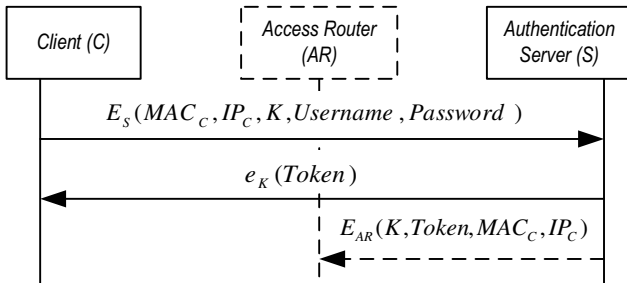 Client (C)
Access Router
(AR)
Authentication
Server (S)
E_S(MAC_C, IP_C, K, Username, Password)
e_K(Token)
E_AR(K, Token, MAC_C, IP_C)